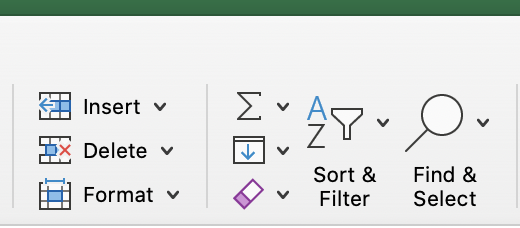 Insert
Delete
Format
Σ
A
Z
Sort &
Filter
Find &
Select